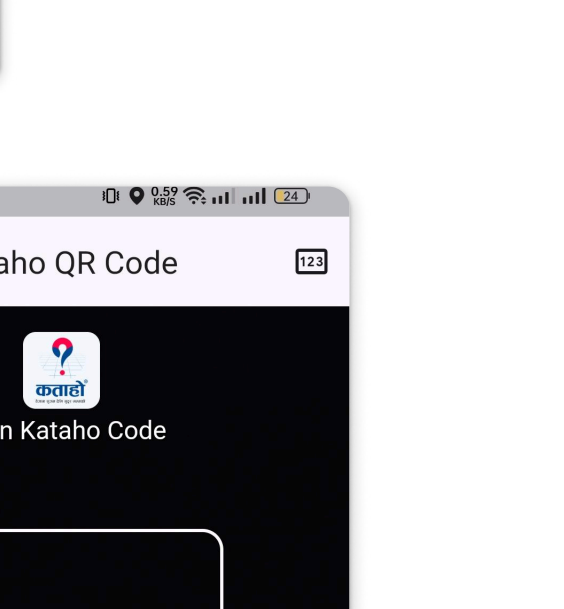 0.59
KB/S
24
aho QR Code
123
कताहो
n Kataho Code